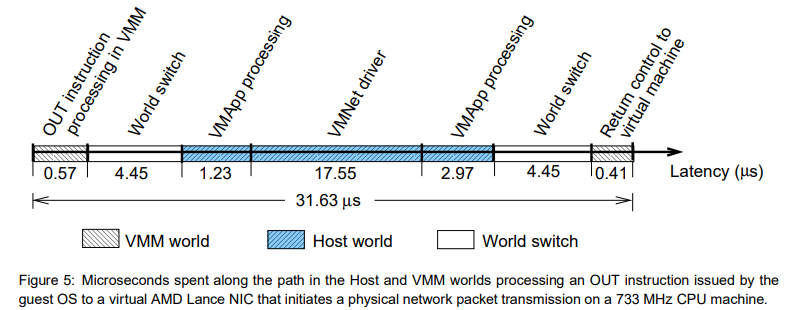 OUT instruction
processing in VMM
World switch
VMApp processing
VMNet driver
VMApp processing
World switch
Return control to
virtual machine
0.57
4.45
1.23
17.55
2.97
4.45
0.41
Latency (μs)
31.63 μs
VMM world
Host world
World switch
Figure 5: Microseconds spent along the path in the Host and VMM worlds processing an OUT instruction issued by the
guest OS to a virtual AMD Lance NIC that initiates a physical network packet transmission on a 733 MHz CPU machine.